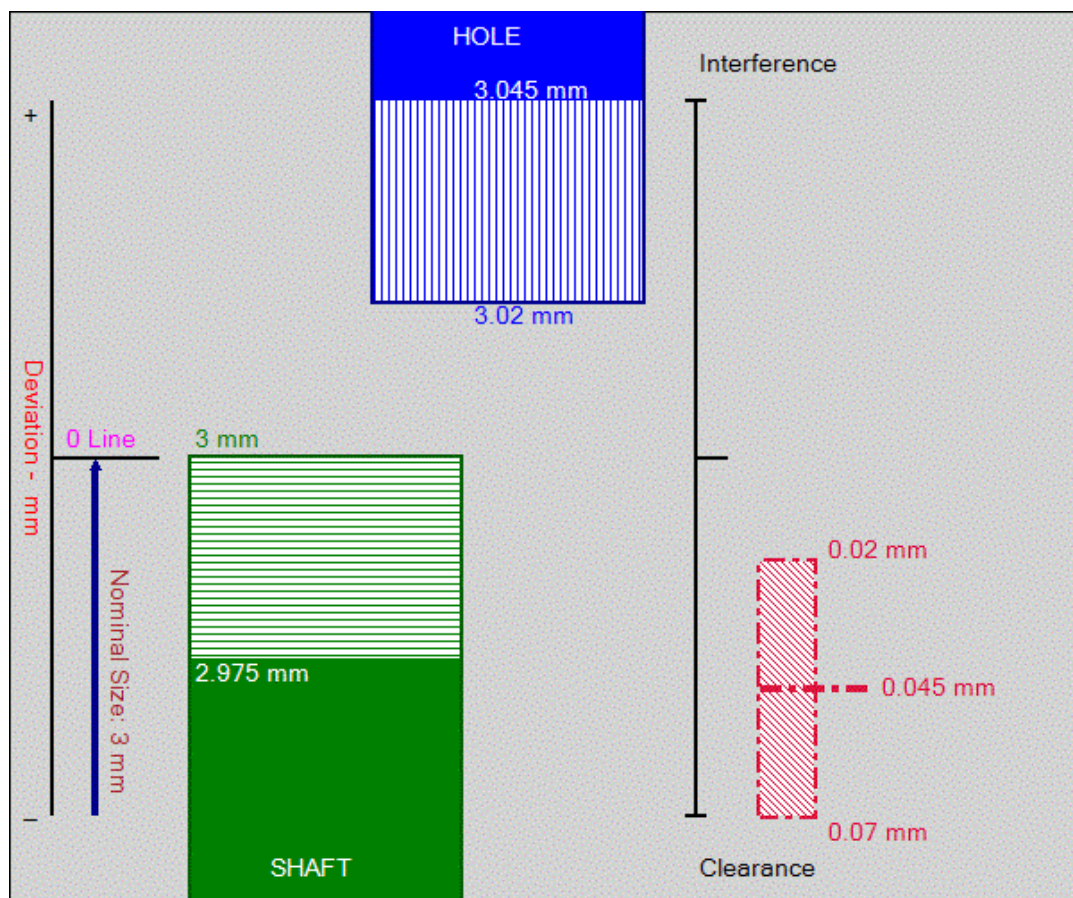 HOLE
Interference
3.045 mm
+
3.02 mm
Deviation - mm
0 Line
3 mm
0.02 mm
Nominal Size: 3 mm
2.975 mm
0.045 mm
–
0.07 mm
SHAFT
Clearance